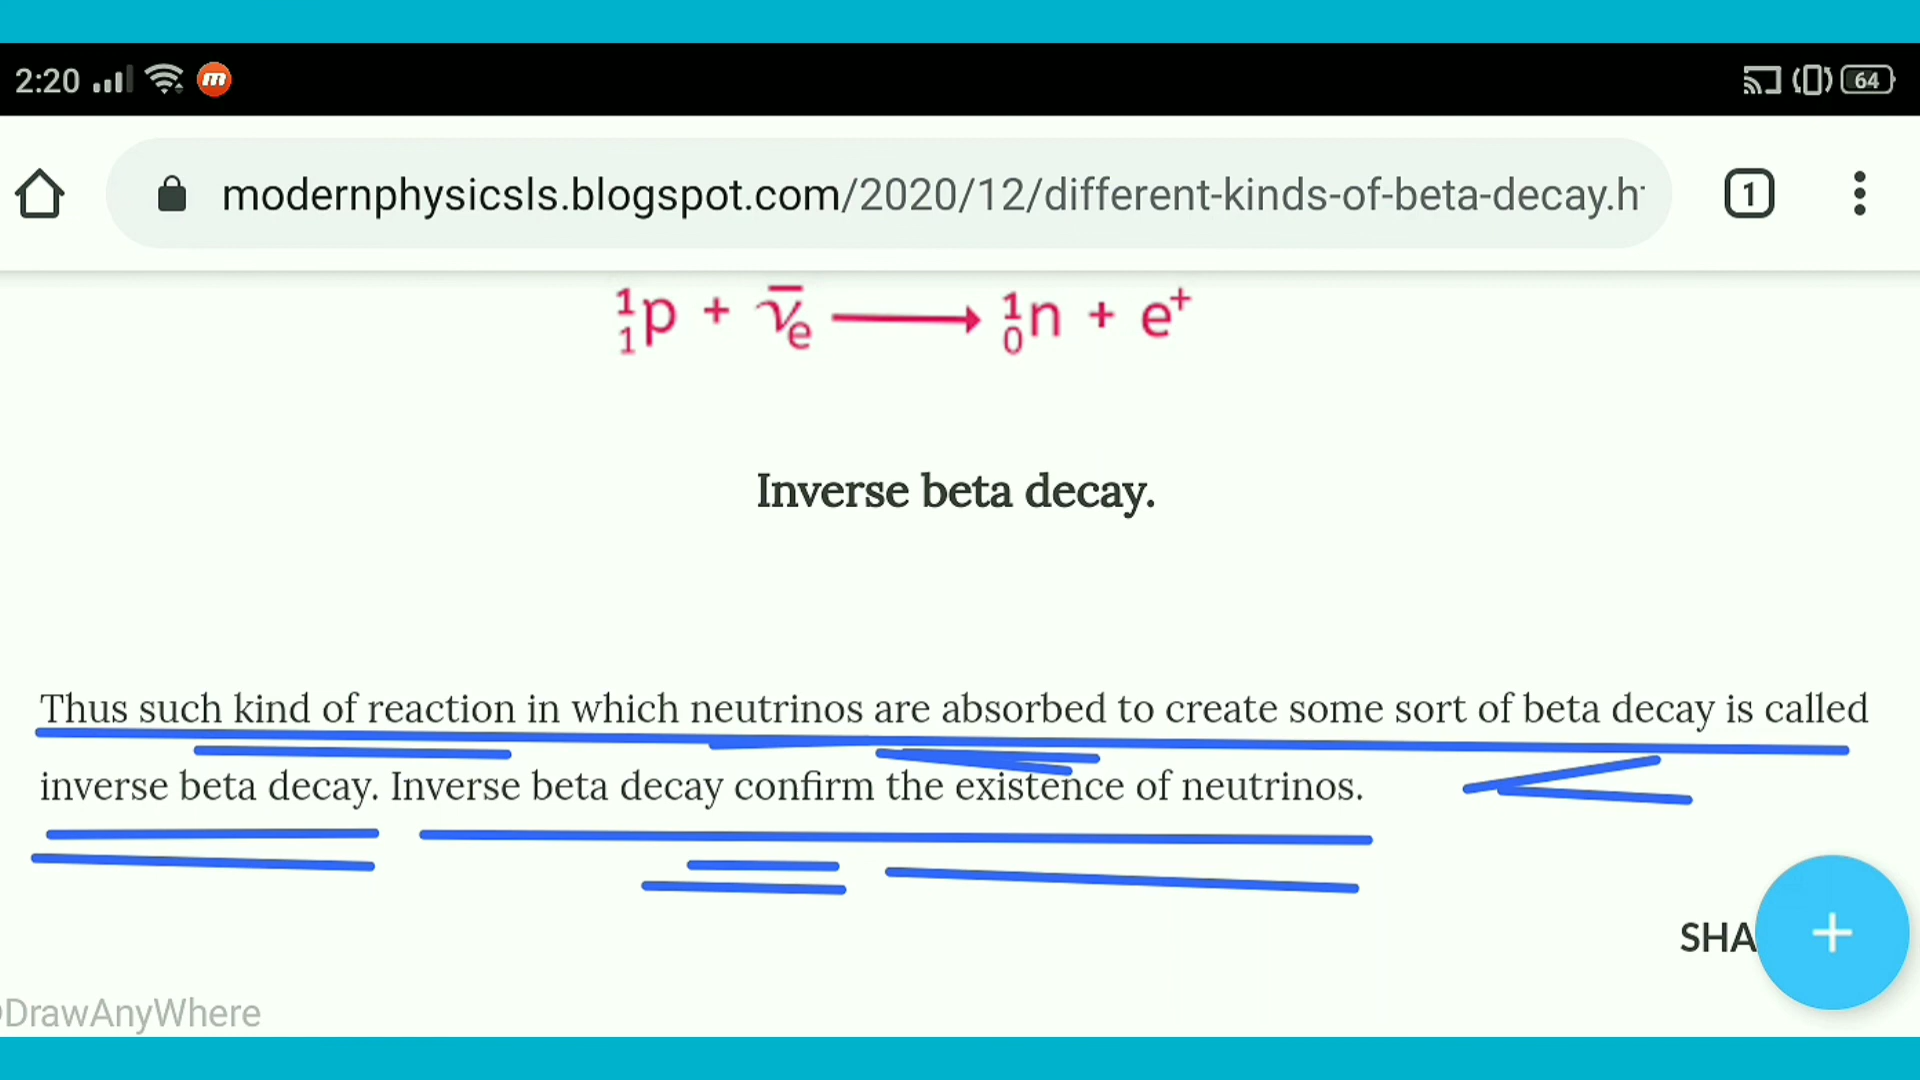 2:20 m 64
modernphysicsls.blogspot.com/2020/12/different-kinds-of-beta-decay.h 1
¹₁p + ν̅ₑ ⟶ ¹₀n + e⁺
Inverse beta decay.
Thus such kind of reaction in which neutrinos are absorbed to create some sort of beta decay is called
inverse beta decay. Inverse beta decay confirm the existence of neutrinos.
SHA +
DrawAnyWhere